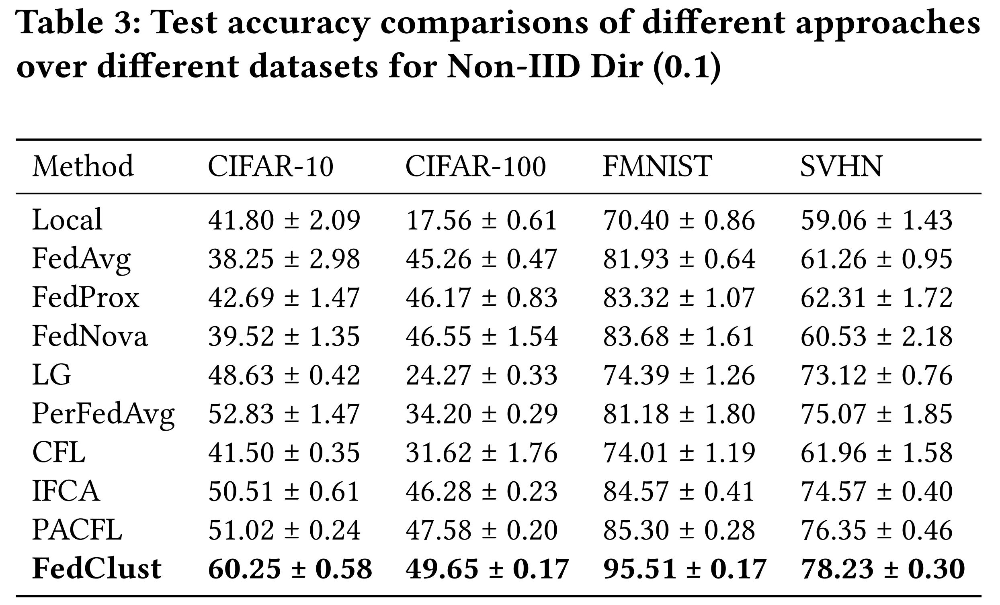 Table 3: Test accuracy comparisons of different approaches
over different datasets for Non-IID Dir (0.1)
Method CIFAR-10 CIFAR-100 FMNIST SVHN
Local 41.80 ± 2.09 17.56 ± 0.61 70.40 ± 0.86 59.06 ± 1.43
FedAvg 38.25 ± 2.98 45.26 ± 0.47 81.93 ± 0.64 61.26 ± 0.95
FedProx 42.69 ± 1.47 46.17 ± 0.83 83.32 ± 1.07 62.31 ± 1.72
FedNova 39.52 ± 1.35 46.55 ± 1.54 83.68 ± 1.61 60.53 ± 2.18
LG 48.63 ± 0.42 24.27 ± 0.33 74.39 ± 1.26 73.12 ± 0.76
PerFedAvg 52.83 ± 1.47 34.20 ± 0.29 81.18 ± 1.80 75.07 ± 1.85
CFL 41.50 ± 0.35 31.62 ± 1.76 74.01 ± 1.19 61.96 ± 1.58
IFCA 50.51 ± 0.61 46.28 ± 0.23 84.57 ± 0.41 74.57 ± 0.40
PACFL 51.02 ± 0.24 47.58 ± 0.20 85.30 ± 0.28 76.35 ± 0.46
FedClust 60.25 ± 0.58 49.65 ± 0.17 95.51 ± 0.17 78.23 ± 0.30